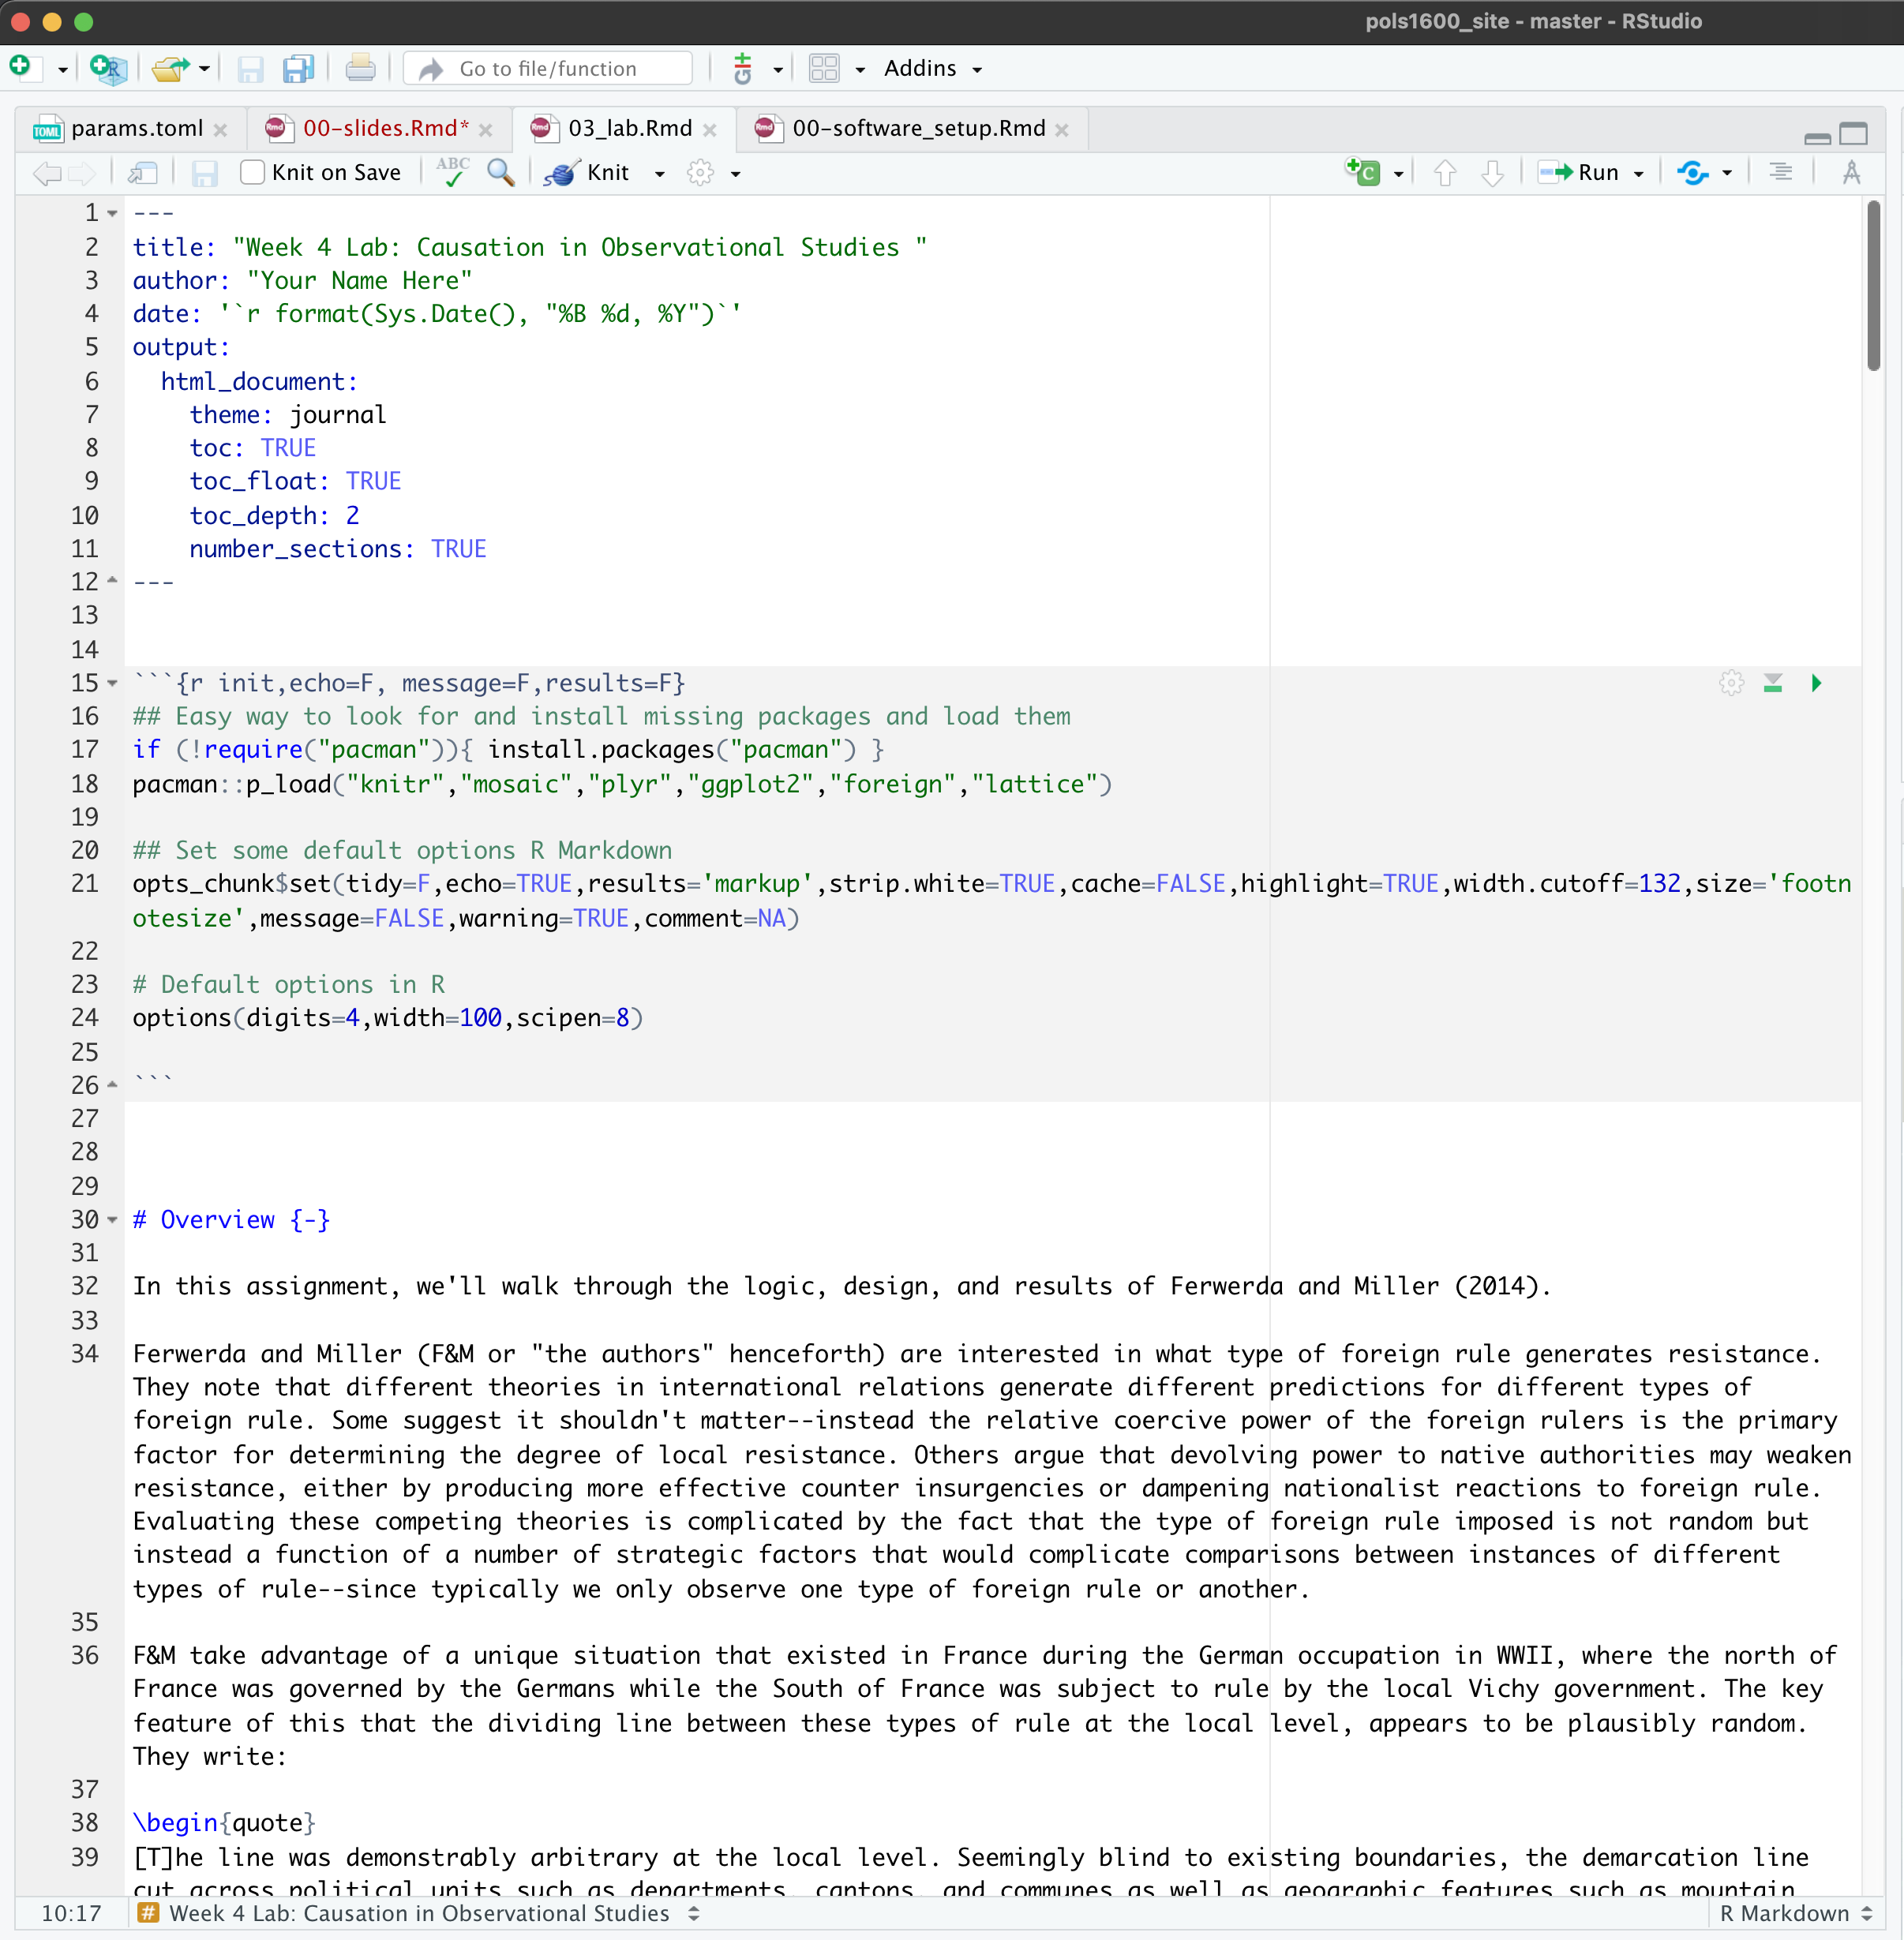 pols1600_site - master - RStudio
Go to file/function
Addins
params.toml
00-slides.Rmd*
03_lab.Rmd
00-software_setup.Rmd
Knit on Save
ABC
Knit
Run
1 ---
2 title: "Week 4 Lab: Causation in Observational Studies "
3 author: "Your Name Here"
4 date: '`r format(Sys.Date(), "%B %d, %Y")`'
5 output:
6   html_document:
7     theme: journal
8     toc: TRUE
9     toc_float: TRUE
10     toc_depth: 2
11     number_sections: TRUE
12 ---
13
14
15 ```{r init,echo=F, message=F,results=F}
16 ## Easy way to look for and install missing packages and load them
17 if (!require("pacman")){ install.packages("pacman") }
18 pacman::p_load("knitr","mosaic","plyr","ggplot2","foreign","lattice")
19
20 ## Set some default options R Markdown
21 opts_chunk$set(tidy=F,echo=TRUE,results='markup',strip.white=TRUE,cache=FALSE,highlight=TRUE,width.cutoff=132,size='footn
otesize',message=FALSE,warning=TRUE,comment=NA)
22
23 # Default options in R
24 options(digits=4,width=100,scipen=8)
25
26 ```
27
28
29
30 # Overview {-}
31
32 In this assignment, we'll walk through the logic, design, and results of Ferwerda and Miller (2014).
33
34 Ferwerda and Miller (F&M or "the authors" henceforth) are interested in what type of foreign rule generates resistance.
They note that different theories in international relations generate different predictions for different types of
foreign rule. Some suggest it shouldn't matter--instead the relative coercive power of the foreign rulers is the primary
factor for determining the degree of local resistance. Others argue that devolving power to native authorities may weaken
resistance, either by producing more effective counter insurgencies or dampening nationalist reactions to foreign rule.
Evaluating these competing theories is complicated by the fact that the type of foreign rule imposed is not random but
instead a function of a number of strategic factors that would complicate comparisons between instances of different
types of rule--since typically we only observe one type of foreign rule or another.
35
36 F&M take advantage of a unique situation that existed in France during the German occupation in WWII, where the north of
France was governed by the Germans while the South of France was subject to rule by the local Vichy government. The key
feature of this that the dividing line between these types of rule at the local level, appears to be plausibly random.
They write:
37
38 \begin{quote}
39 [T]he line was demonstrably arbitrary at the local level. Seemingly blind to existing boundaries, the demarcation line
cut across political units such as departments, cantons, and communes as well as geographic features such as mountain
10:17
# Week 4 Lab: Causation in Observational Studies
R Markdown